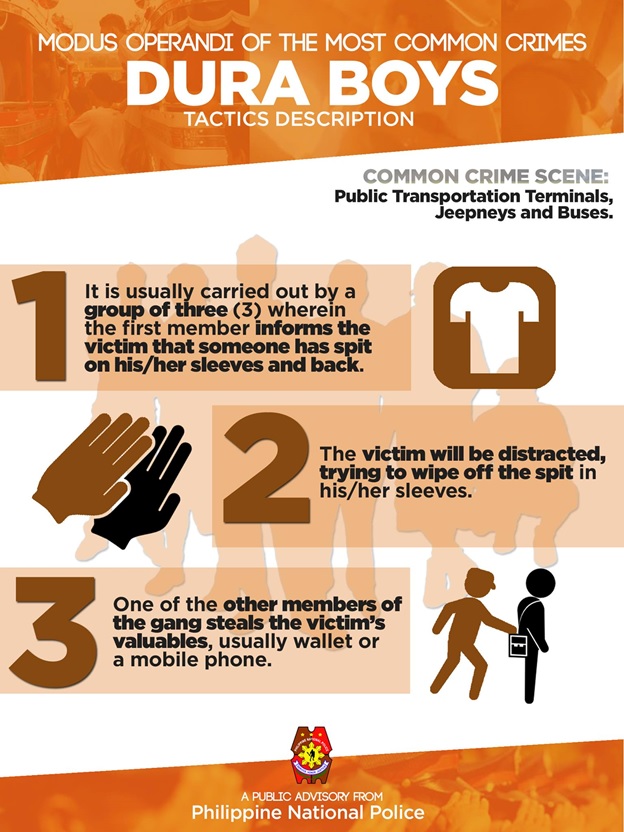 MODUS OPERANDI OF THE MOST COMMON CRIMES
DURA BOYS
TACTICS DESCRIPTION
COMMON CRIME SCENE:
Public Transportation Terminals,
Jeepneys and Buses.
1
It is usually carried out by a
group of three (3) wherein
the first member informs the
victim that someone has spit
on his/her sleeves and back.
2
The victim will be distracted,
trying to wipe off the spit in
his/her sleeves.
3
One of the other members of
the gang steals the victim's
valuables, usually wallet or
a mobile phone.
A PUBLIC ADVISORY FROM
Philippine National Police